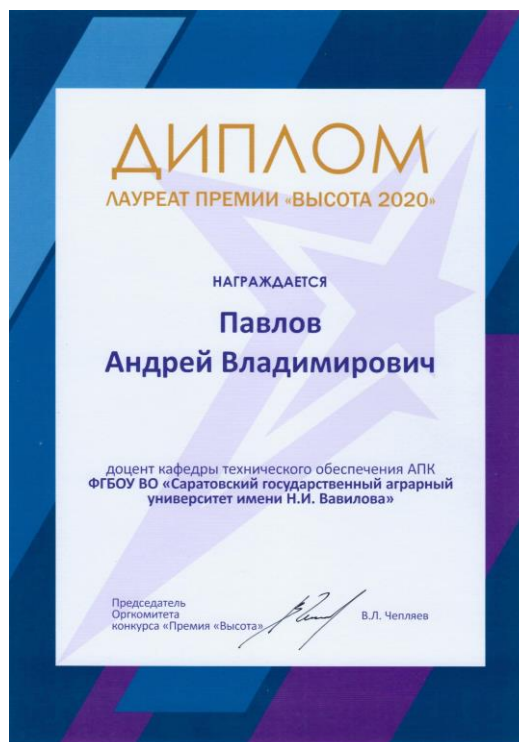 ДИПЛОМ
ЛАУРЕАТ ПРЕМИИ «ВЫСОТА 2020»
НАГРАЖДАЕТСЯ
Павлов
Андрей Владимирович
доцент кафедры технического обеспечения АПК
ФГБОУ ВО «Саратовский государственный аграрный
университет имени Н.И. Вавилова»
Председатель
Оргкомитета
конкурса «Премия «Высота»
В.Л. Чепляев